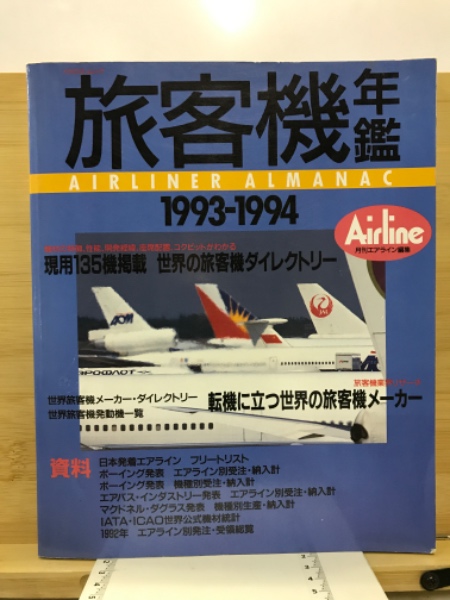 旅客機年鑑
AIRLINER ALMANAC
1993-1994
Airline
月刊エアライン編集
現用135機掲載 世界の旅客機ダイレクトリー
AOM
JAL
世界旅客機メーカー・ダイレクトリー
世界旅客機発動機一覧
転機に立つ世界の旅客機メーカー
資料
日本発着エアライン フリートリスト
ボーイング発表 エアライン別受注・納入計
ボーイング発表 機種別受注・納入計
エアバス・インダストリー発表 エアライン別受注・納入計
マクドネル・ダグラス発表 機種別生産・納入計
IATA・ICAO世界公式機材統計
1992年 エアライン別発注・受領総覧